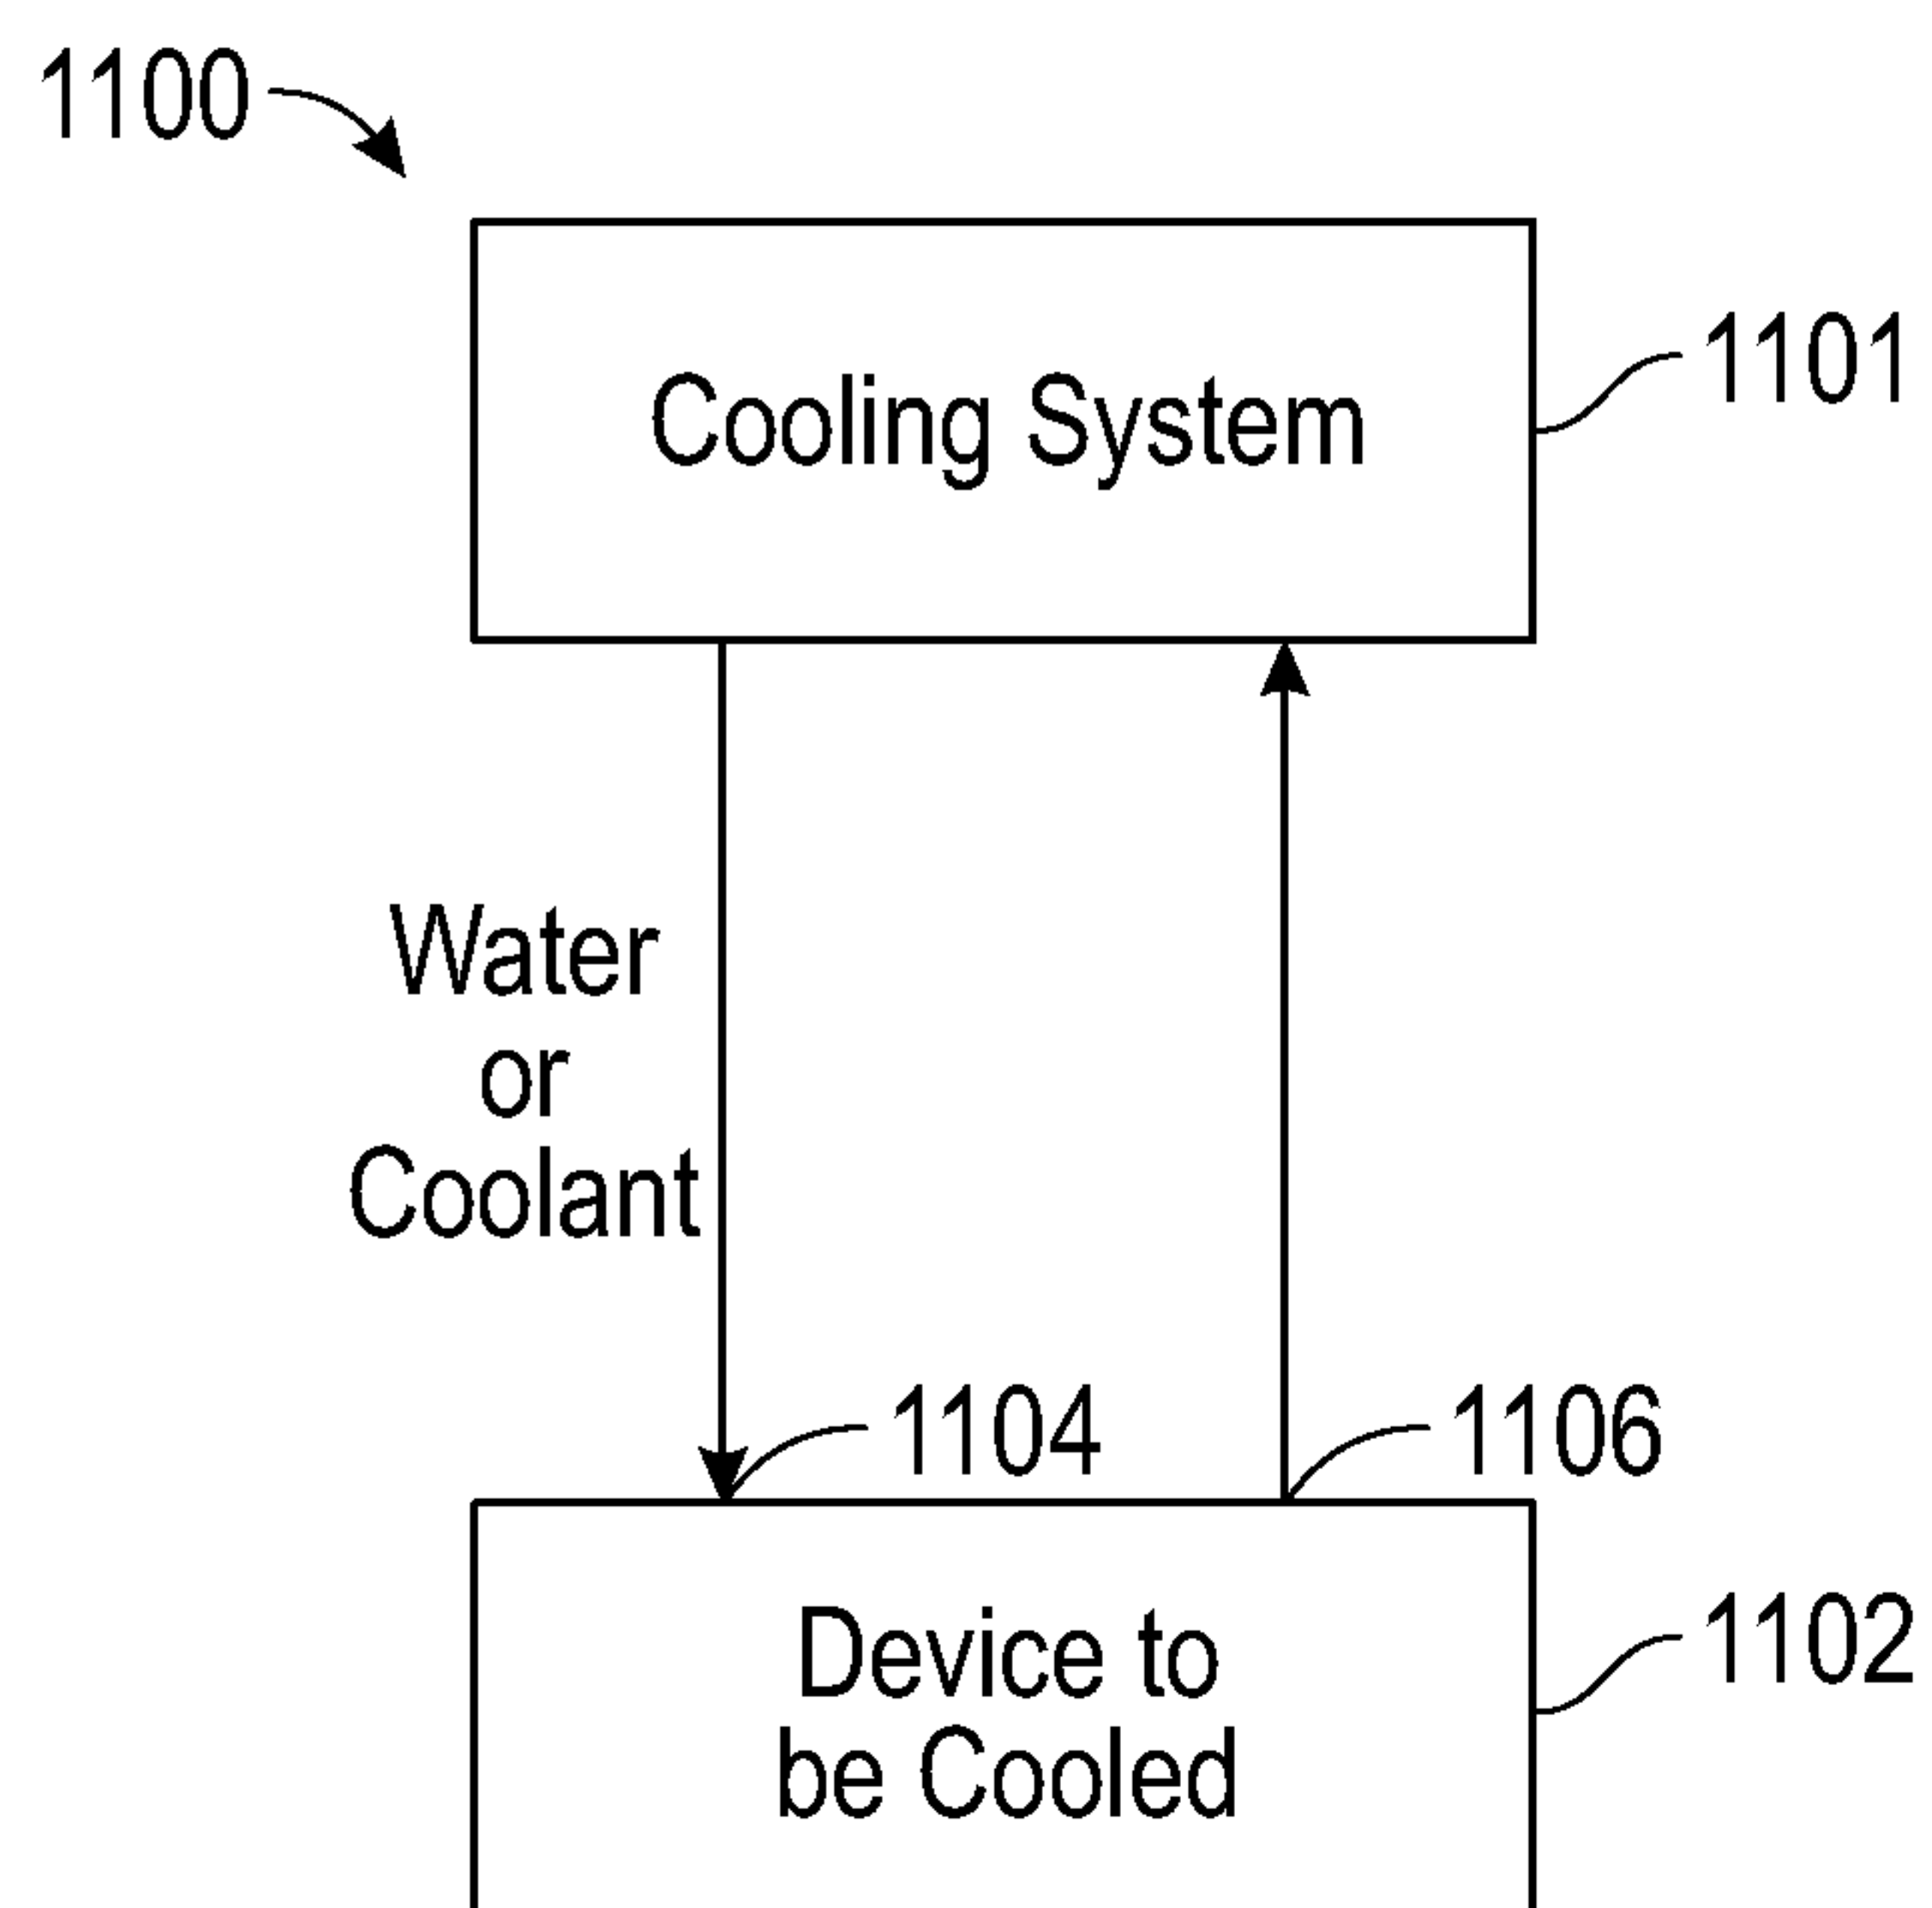 1100
1101
Cooling System
Water
or
Coolant
1104
1106
Device to
be Cooled
1102